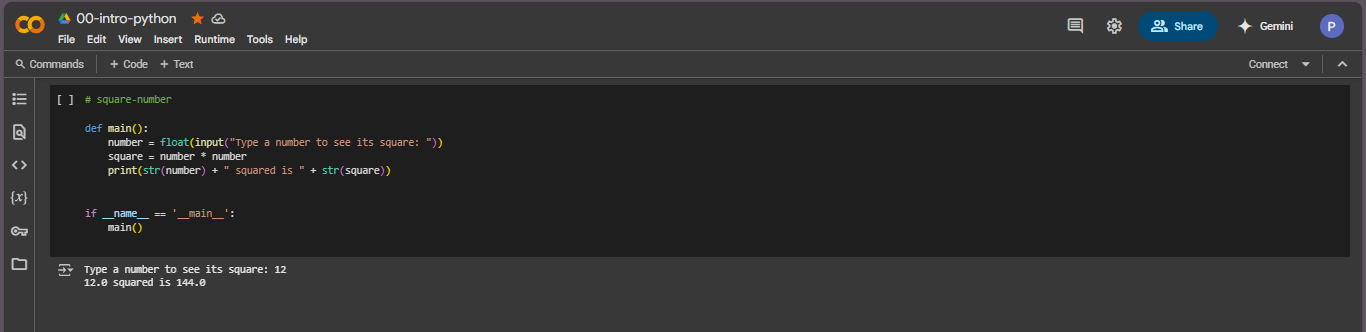 00-intro-python
File Edit View Insert Runtime Tools Help
Share
Gemini
P
Commands + Code + Text
Connect
[ ] # square-number
def main():
    number = float(input("Type a number to see its square: "))
    square = number * number
    print(str(number) + " squared is " + str(square))
if __name__ == '__main__':
    main()
Type a number to see its square: 12
12.0 squared is 144.0
{x}